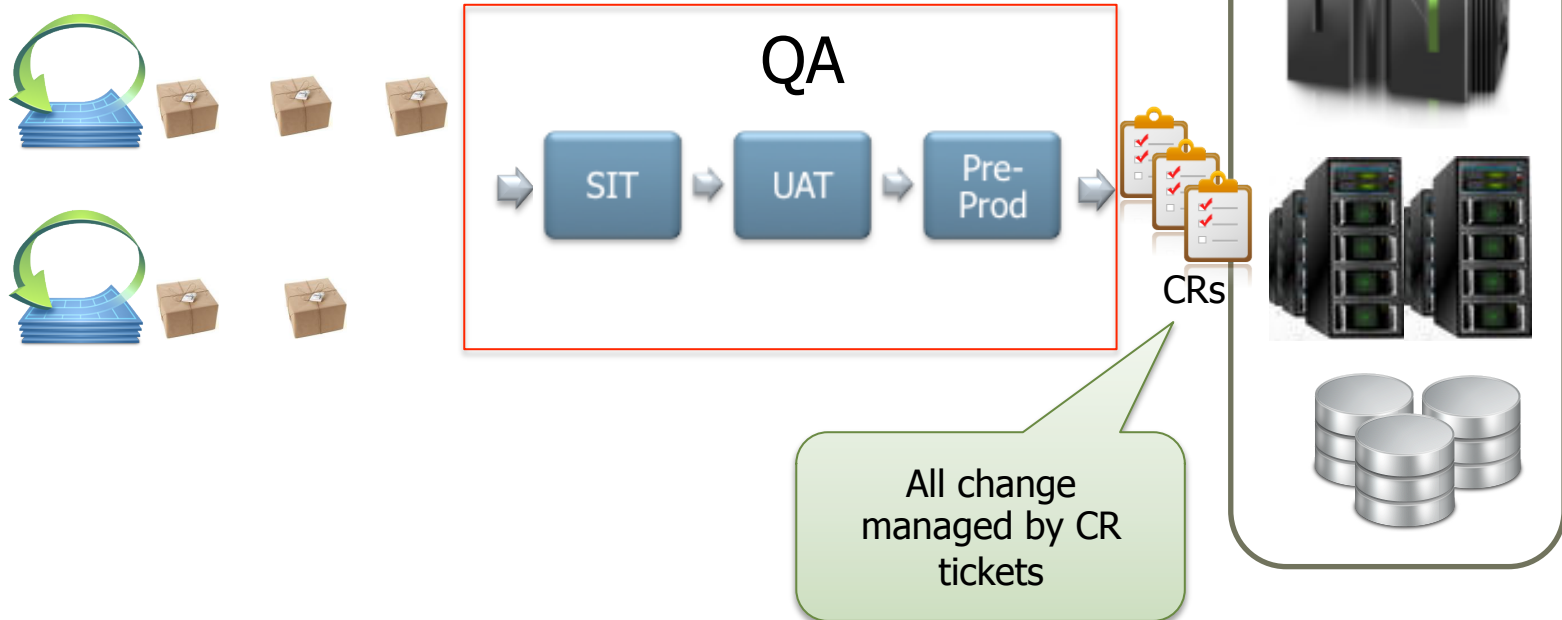 QA
SIT
UAT
Pre-
Prod
CRs
All change
managed by CR
tickets